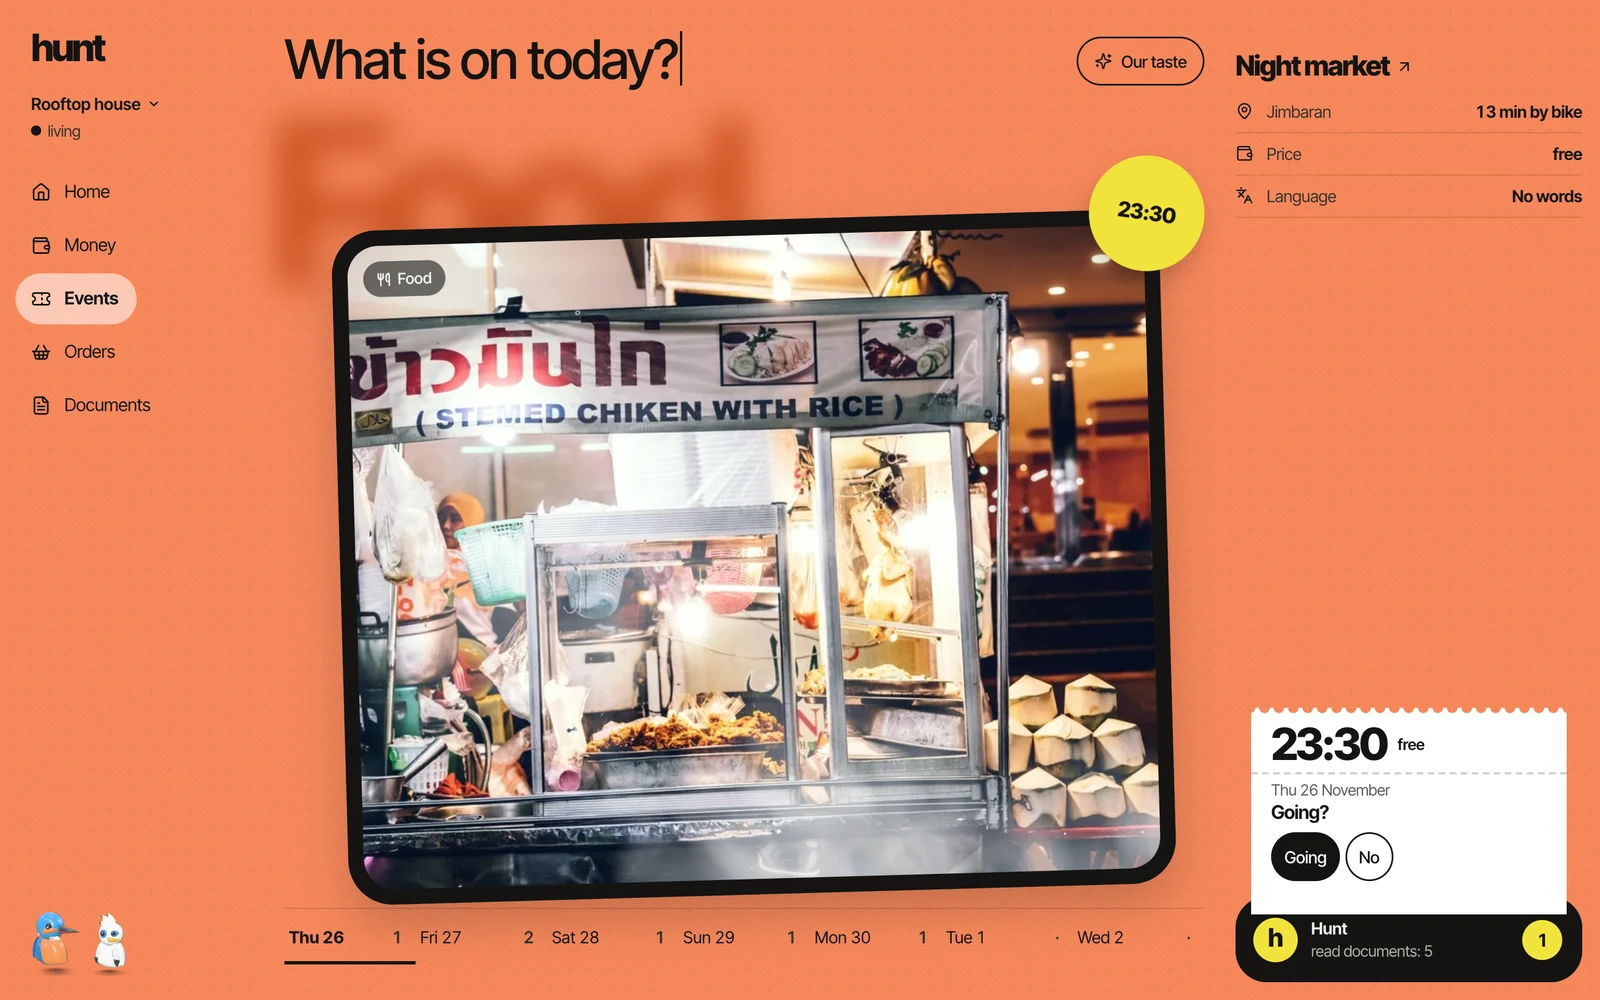 hunt
Rooftop house
living
Home
Money
Events
Orders
Documents
What is on today?
Our taste
Food
23:30
Food
ข้าวมันไก่
( STEMED CHIKEN WITH RICE )
Night market
Jimbaran
13 min by bike
Price
free
Language
No words
23:30 free
Thu 26 November
Going?
Going
No
h
Hunt
read documents: 5
1
Thu 26 1
Fri 27 2
Sat 28 1
Sun 29 1
Mon 30 1
Tue 1 ·
Wed 2 ·